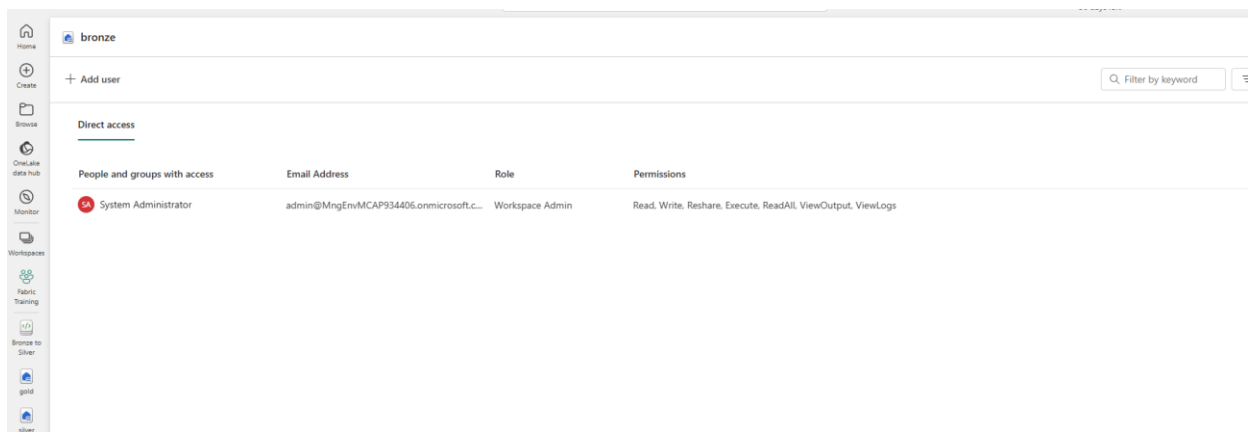 Home
bronze
Create
Add user
Filter by keyword
Browse
Direct access
OneLake
data hub
People and groups with access Email Address Role Permissions
Monitor
SA System Administrator admin@MngEnvMCAP934406.onmicrosoft.c... Workspace Admin Read, Write, Reshare, Execute, ReadAll, ViewOutput, ViewLogs
Workspaces
Fabric
Training
Bronze to
Silver
gold
silver